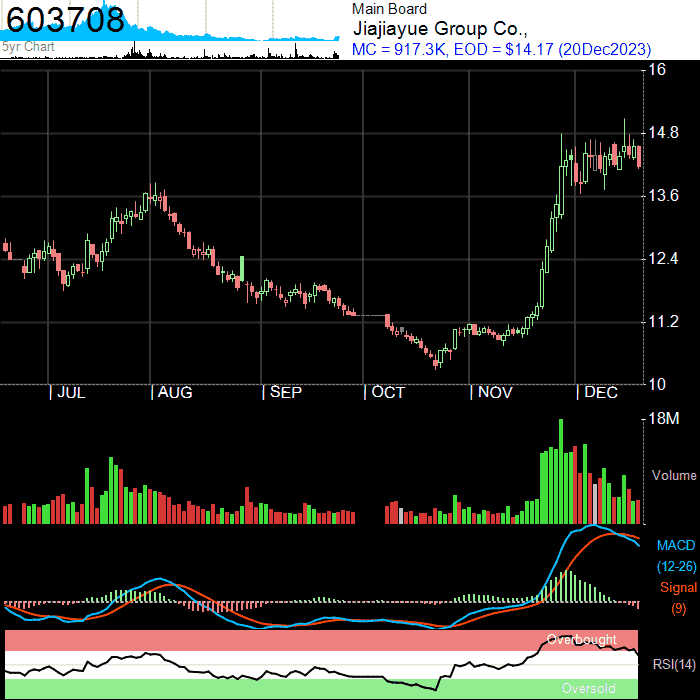 603708
5yr Chart
Main Board
Jiajiayue Group Co.,
MC = 917.3K, EOD = $14.17 (20Dec2023)
16
14.8
13.6
12.4
11.2
10
| JUL | AUG | SEP | OCT | NOV | DEC
18M
Volume
MACD
(12-26)
Signal
(9)
Overbought
RSI(14)
Oversold